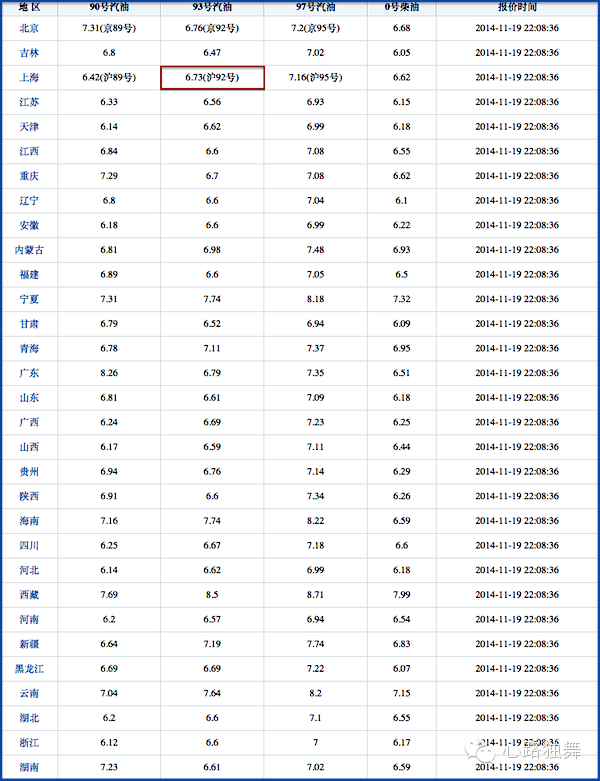 地 区 90号汽油 93号汽油 97号汽油 0号柴油 报价时间
北京 7.31(京89号) 6.76(京92号) 7.2(京95号) 6.68 2014-11-19 22:08:36
吉林 6.8 6.47 7.02 6.05 2014-11-19 22:08:36
上海 6.42(沪89号) 6.73(沪92号) 7.16(沪95号) 6.62 2014-11-19 22:08:36
江苏 6.33 6.56 6.93 6.15 2014-11-19 22:08:36
天津 6.14 6.62 6.99 6.18 2014-11-19 22:08:36
江西 6.84 6.6 7.08 6.55 2014-11-19 22:08:36
重庆 7.29 6.7 7.08 6.62 2014-11-19 22:08:36
辽宁 6.8 6.6 7.04 6.1 2014-11-19 22:08:36
安徽 6.18 6.6 6.99 6.22 2014-11-19 22:08:36
内蒙古 6.81 6.98 7.48 6.93 2014-11-19 22:08:36
福建 6.89 6.6 7.05 6.5 2014-11-19 22:08:36
宁夏 7.31 7.74 8.18 7.32 2014-11-19 22:08:36
甘肃 6.79 6.52 6.94 6.09 2014-11-19 22:08:36
青海 6.78 7.11 7.37 6.95 2014-11-19 22:08:36
广东 8.26 6.79 7.35 6.51 2014-11-19 22:08:36
山东 6.81 6.61 7.09 6.18 2014-11-19 22:08:36
广西 6.24 6.69 7.23 6.25 2014-11-19 22:08:36
山西 6.17 6.59 7.11 6.44 2014-11-19 22:08:36
贵州 6.94 6.76 7.14 6.29 2014-11-19 22:08:36
陕西 6.91 6.6 7.34 6.26 2014-11-19 22:08:36
海南 7.16 7.74 8.22 6.59 2014-11-19 22:08:36
四川 6.25 6.67 7.18 6.6 2014-11-19 22:08:36
河北 6.14 6.62 6.99 6.18 2014-11-19 22:08:36
西藏 7.69 8.5 8.71 7.99 2014-11-19 22:08:36
河南 6.2 6.57 6.94 6.54 2014-11-19 22:08:36
新疆 6.64 7.19 7.74 6.83 2014-11-19 22:08:36
黑龙江 6.69 6.69 7.22 6.07 2014-11-19 22:08:36
云南 7.04 7.64 8.2 7.15 2014-11-19 22:08:36
湖北 6.2 6.6 7.1 6.55 2014-11-19 22:08:36
浙江 6.12 6.6 7 6.17 2014-11-19 22:08:36
心路独舞
湖南 7.23 6.61 7.02 6.59 2014-11-19 22:08:36